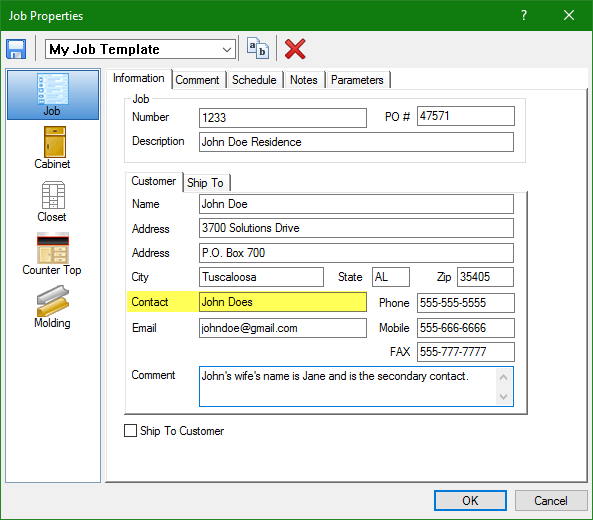 Job Properties
?
My Job Template
a b
Job
Cabinet
Closet
Counter Top
Molding
Information Comment Schedule Notes Parameters
Job
Number 1233 PO # 47571
Description John Doe Residence
Customer Ship To
Name John Doe
Address 3700 Solutions Drive
Address P.O. Box 700
City Tuscaloosa State AL Zip 35405
Contact John Does Phone 555-555-5555
Email johndoe@gmail.com Mobile 555-666-6666
FAX 555-777-7777
Comment John's wife's name is Jane and is the secondary contact.
Ship To Customer
OK Cancel